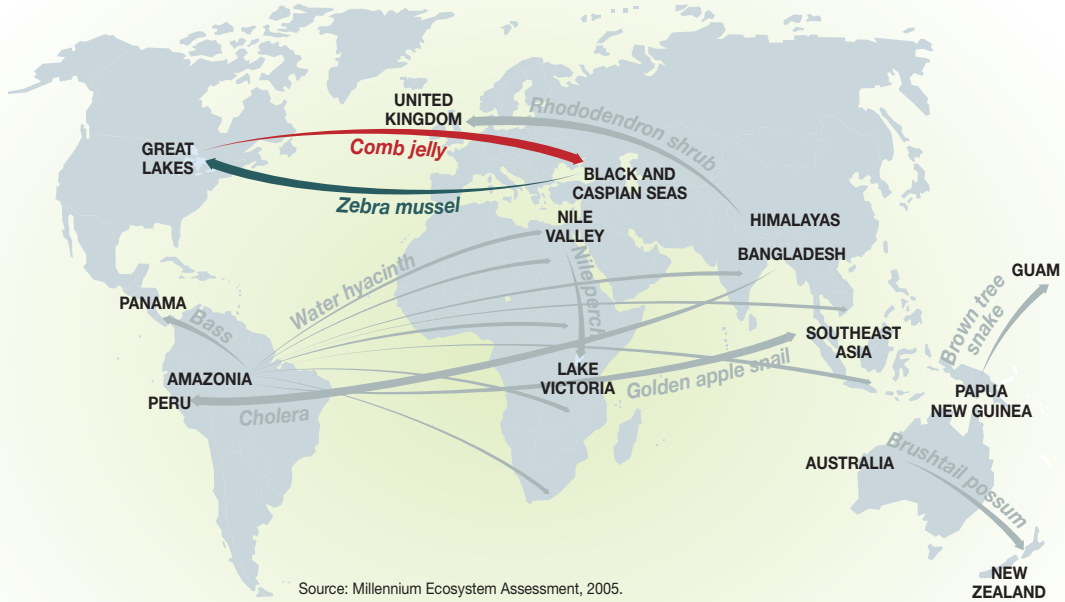 UNITED
KINGDOM
Rhododendron shrub
GREAT
LAKES
Comb jelly
BLACK AND
CASPIAN SEAS
Zebra mussel
NILE
VALLEY
HIMALAYAS
BANGLADESH
GUAM
Water hyacinth
Nile perch
PANAMA
Bass
Brown tree
snake
SOUTHEAST
ASIA
AMAZONIA
LAKE
VICTORIA
Golden apple snail
PERU
Cholera
PAPUA
NEW GUINEA
AUSTRALIA
Brushtail possum
NEW
ZEALAND
Source: Millennium Ecosystem Assessment, 2005.